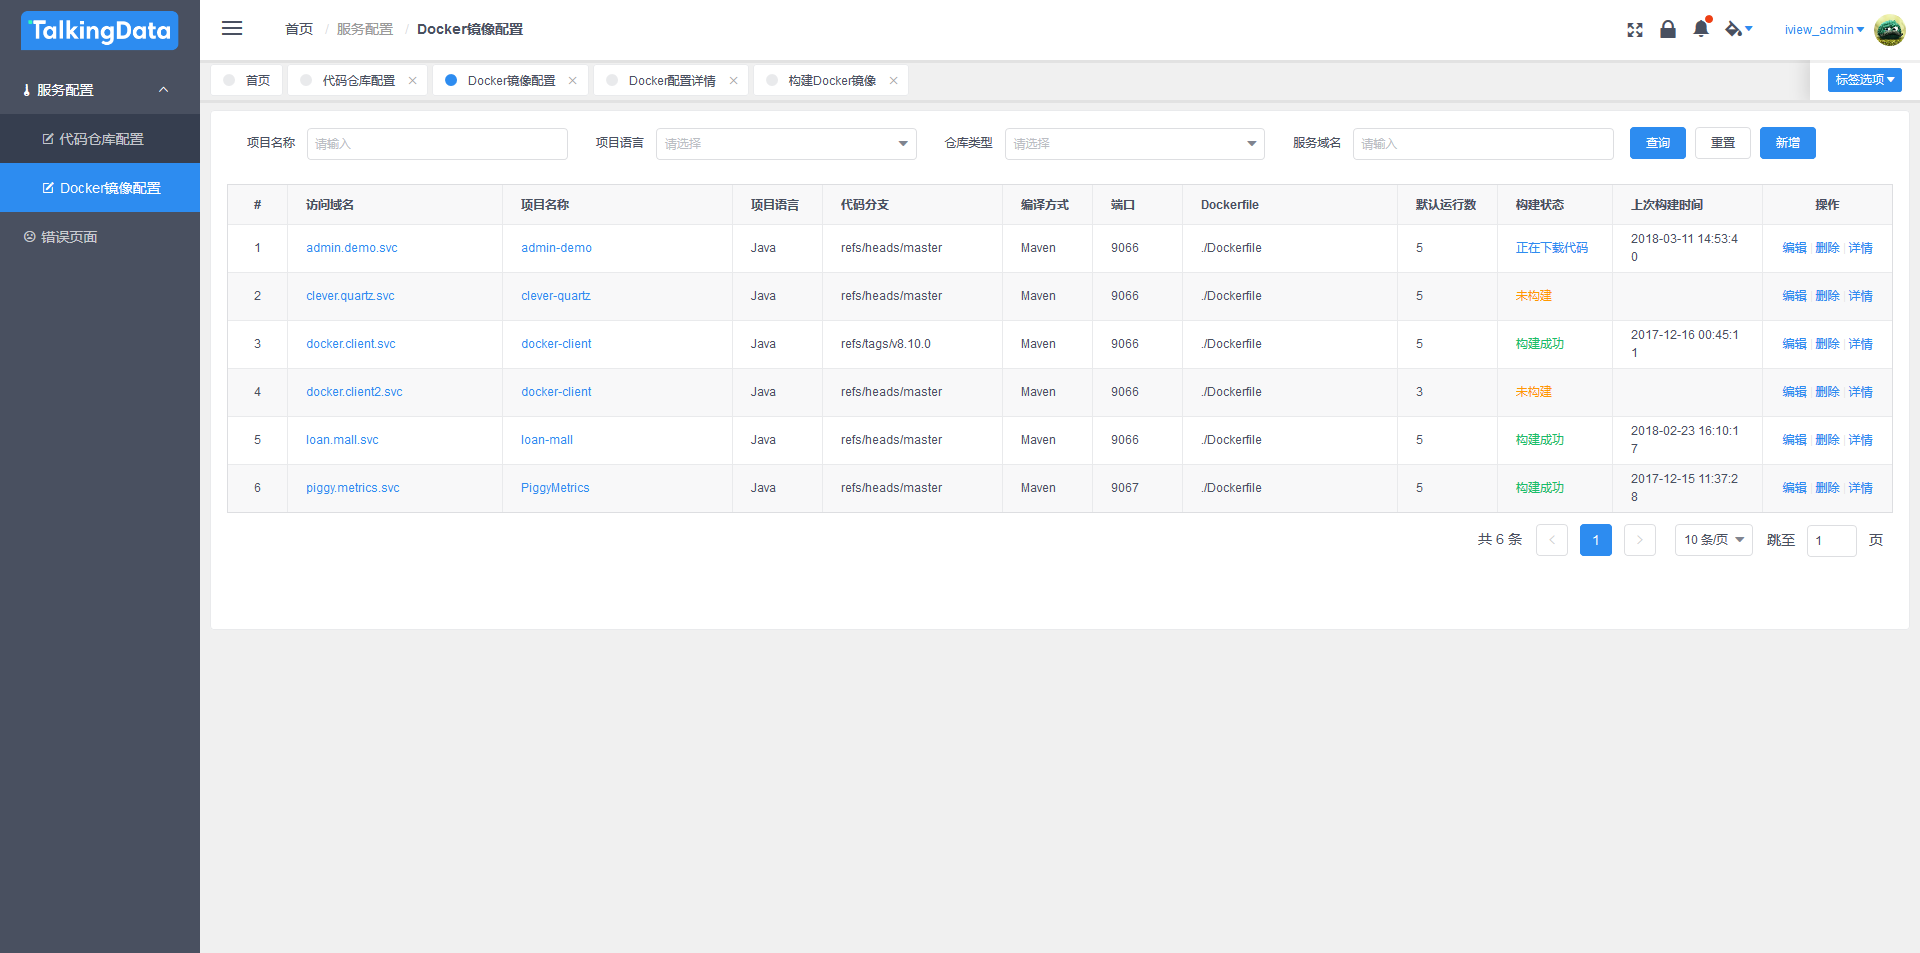 TalkingData
服务配置
代码仓库配置
Docker镜像配置
错误页面
首页 / 服务配置 / Docker镜像配置
iview_admin
首页 代码仓库配置 Docker镜像配置 Docker配置详情 构建Docker镜像
标签选项
项目名称 请输入 项目语言 请选择 仓库类型 请选择 服务域名 请输入 查询 重置 新增
# 访问域名 项目名称 项目语言 代码分支 编译方式 端口 Dockerfile 默认运行数 构建状态 上次构建时间 操作
1 admin.demo.svc admin-demo Java refs/heads/master Maven 9066 ./Dockerfile 5 正在下载代码 2018-03-11 14:53:4
0 编辑 删除 详情
2 clever.quartz.svc clever-quartz Java refs/heads/master Maven 9066 ./Dockerfile 5 未构建 编辑 删除 详情
3 docker.client.svc docker-client Java refs/tags/v8.10.0 Maven 9066 ./Dockerfile 5 构建成功 2017-12-16 00:45:1
1 编辑 删除 详情
4 docker.client2.svc docker-client Java refs/heads/master Maven 9066 ./Dockerfile 3 未构建 编辑 删除 详情
5 loan.mall.svc loan-mall Java refs/heads/master Maven 9066 ./Dockerfile 5 构建成功 2018-02-23 16:10:1
7 编辑 删除 详情
6 piggy.metrics.svc PiggyMetrics Java refs/heads/master Maven 9067 ./Dockerfile 5 构建成功 2017-12-15 11:37:2
8 编辑 删除 详情
共 6 条 1 10 条/页 跳至 1 页